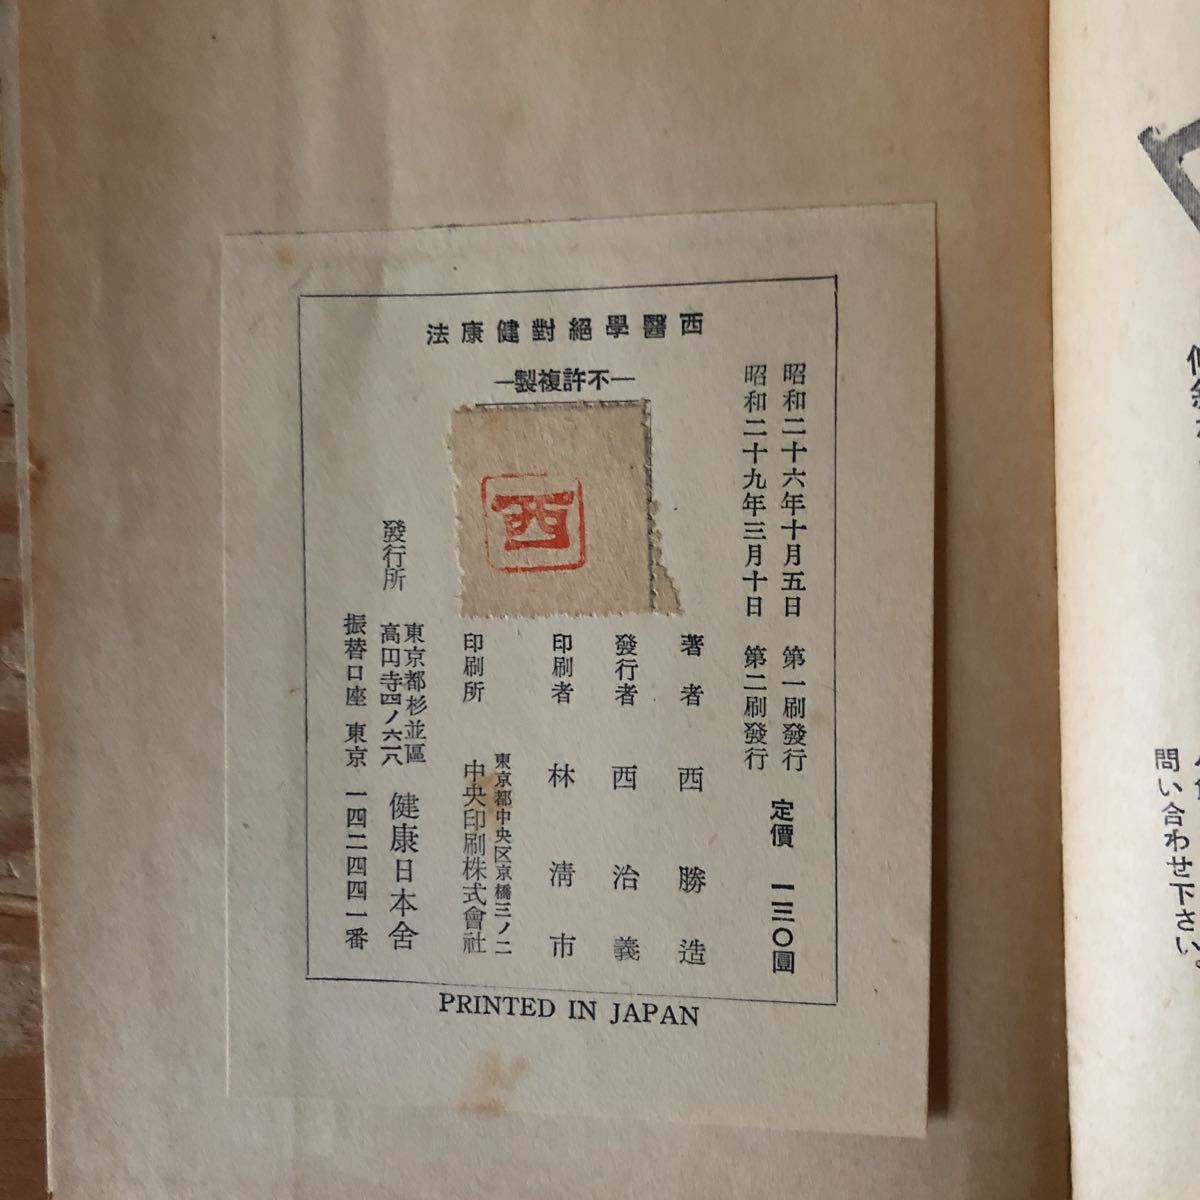 西醫學絕對健康法
―不許複製―
昭和二十六年十月五日　第一刷發行
昭和二十九年三月十日　第二刷發行
定價　一三〇圓
著者　西勝造
發行者　西治義
印刷者　林淸市
東京都中央区京橋三ノ二
印刷所　中央印刷株式會社
發行所
東京都杉並區
高円寺四ノ六一八
健康日本舍
振替口座　東京　一四二四四一番
西
PRINTED IN JAPAN
問い合わせ下さい。